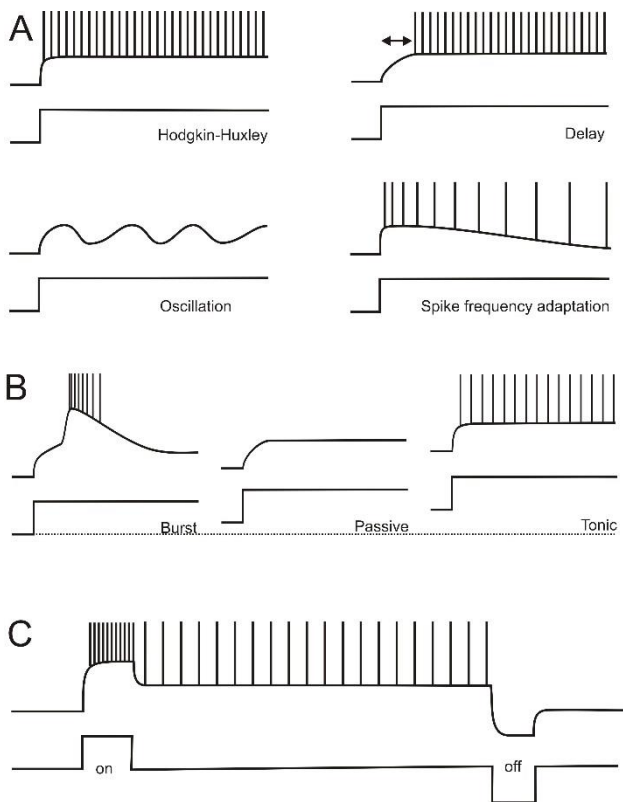 A
Hodgkin-Huxley
Delay
Oscillation
Spike frequency adaptation
B
Burst
Passive
Tonic
C
on
off